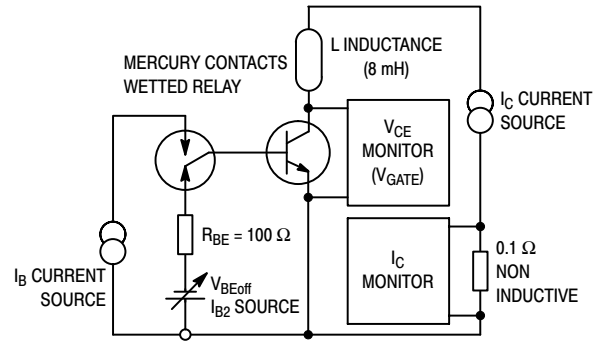 L INDUCTANCE
(8 mH)
MERCURY CONTACTS
WETTED RELAY
I_C CURRENT
SOURCE
V_CE
MONITOR
(V_GATE)
R_BE = 100 Ω
I_C
MONITOR
0.1 Ω
NON
INDUCTIVE
I_B CURRENT
SOURCE
V_BEoff
I_B2 SOURCE